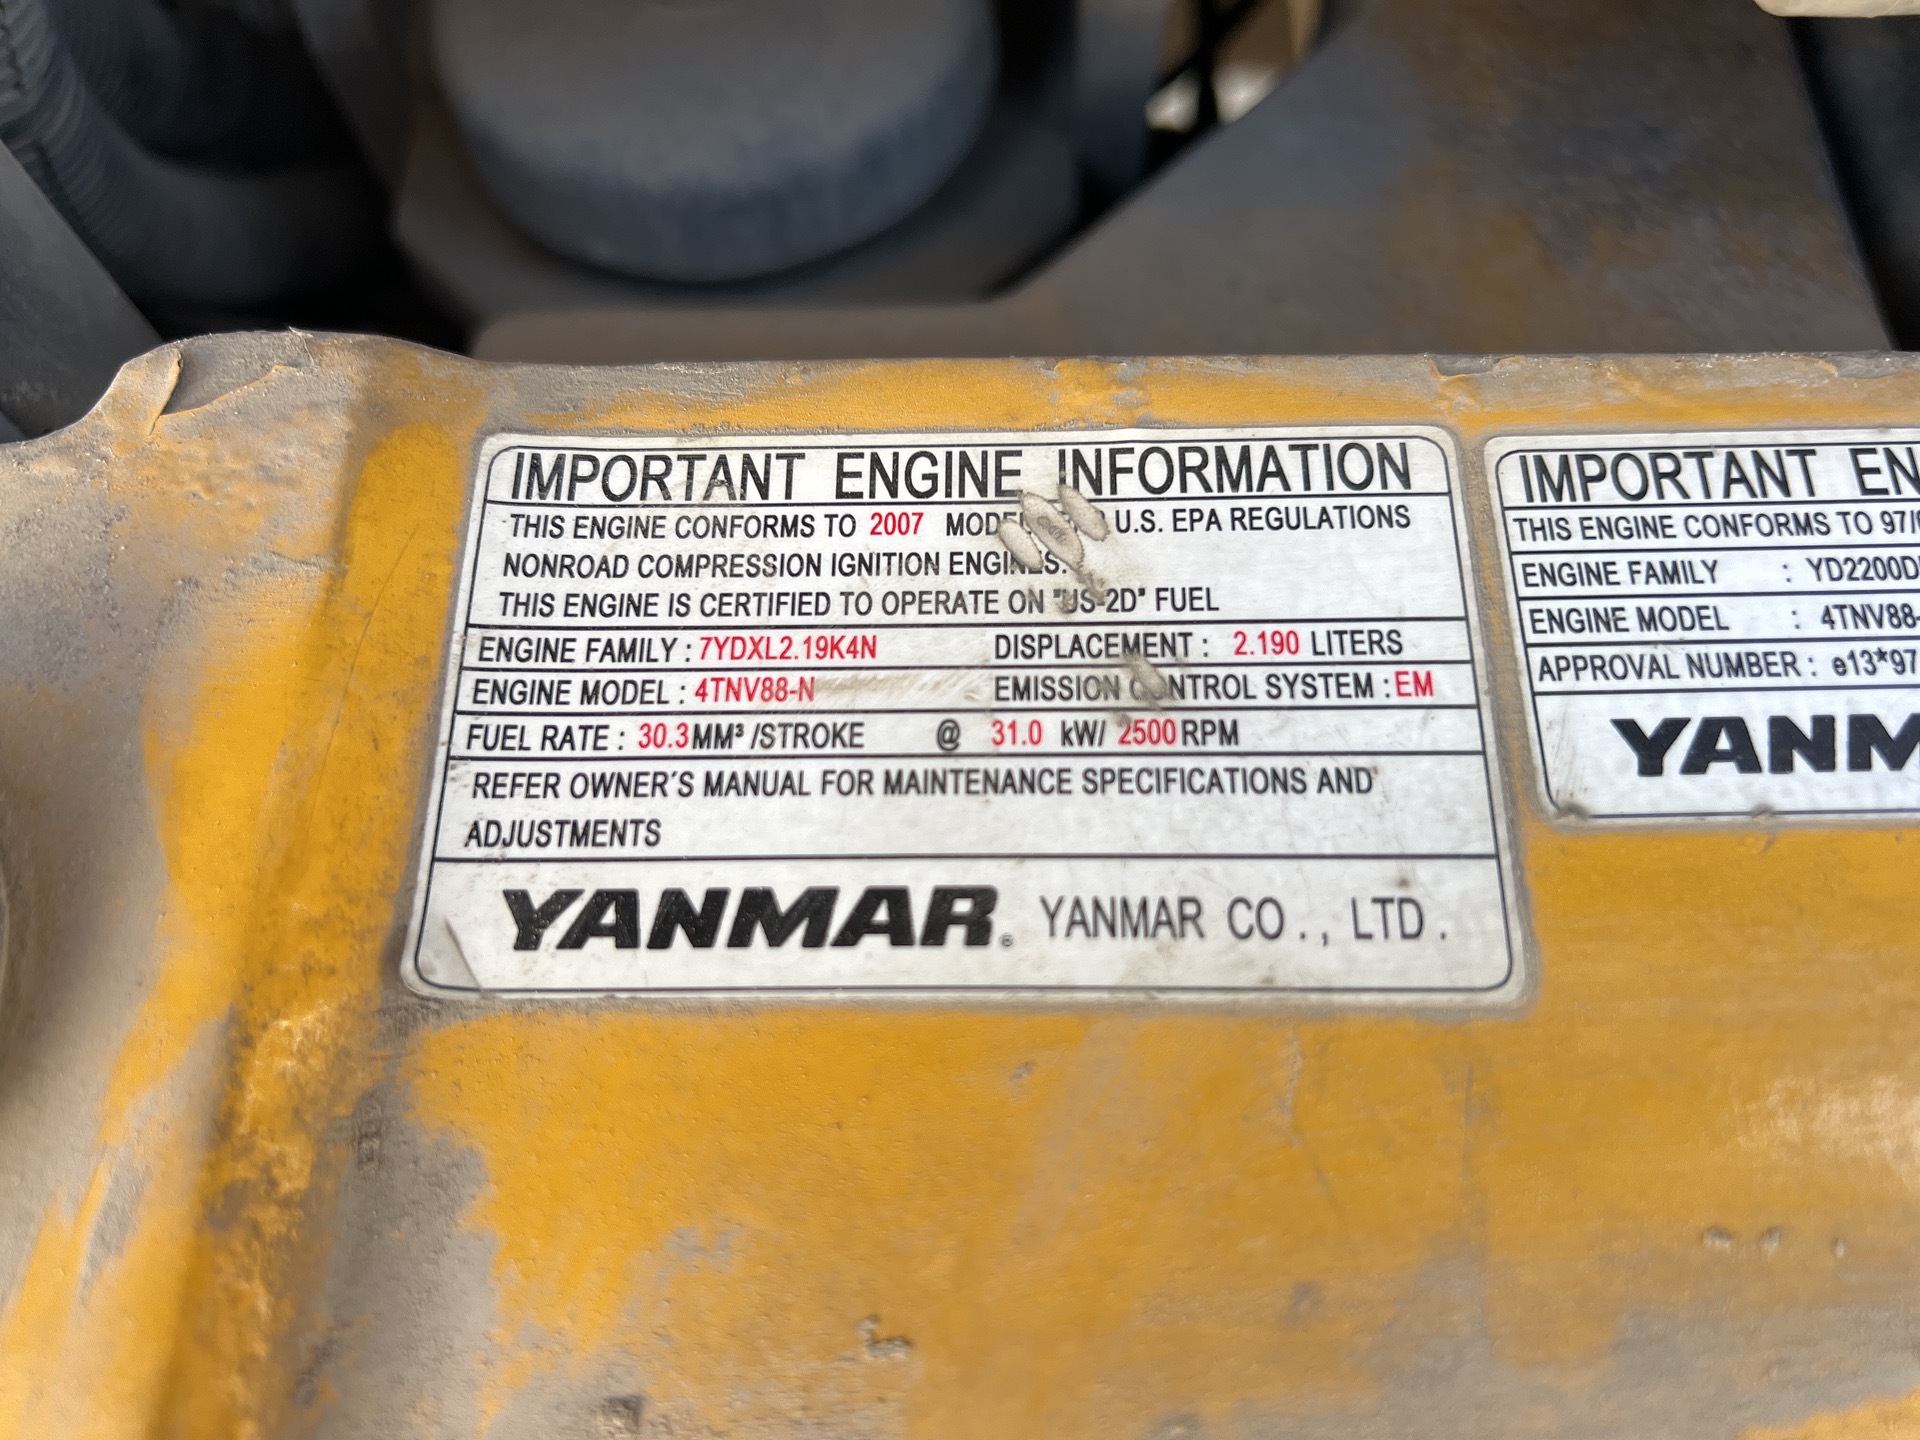 IMPORTANT ENGINE INFORMATION
THIS ENGINE CONFORMS TO 2007 U.S. EPA REGULATIONS
NONROAD COMPRESSION IGNITION ENGINES.
THIS ENGINE IS CERTIFIED TO OPERATE ON "US-2D" FUEL
ENGINE FAMILY : 7YDXL2.19K4N DISPLACEMENT : 2.190 LITERS
ENGINE MODEL : 4TNV88-N EMISSION CONTROL SYSTEM : EM
FUEL RATE : 30.3 MM³ /STROKE @ 31.0 kW/ 2500 RPM
REFER OWNER'S MANUAL FOR MAINTENANCE SPECIFICATIONS AND
ADJUSTMENTS
YANMAR® YANMAR CO., LTD.
IMPORTANT EN
THIS ENGINE CONFORMS TO 97/
ENGINE FAMILY : YD2200D
ENGINE MODEL : 4TNV88-
APPROVAL NUMBER : e13*97
YANM